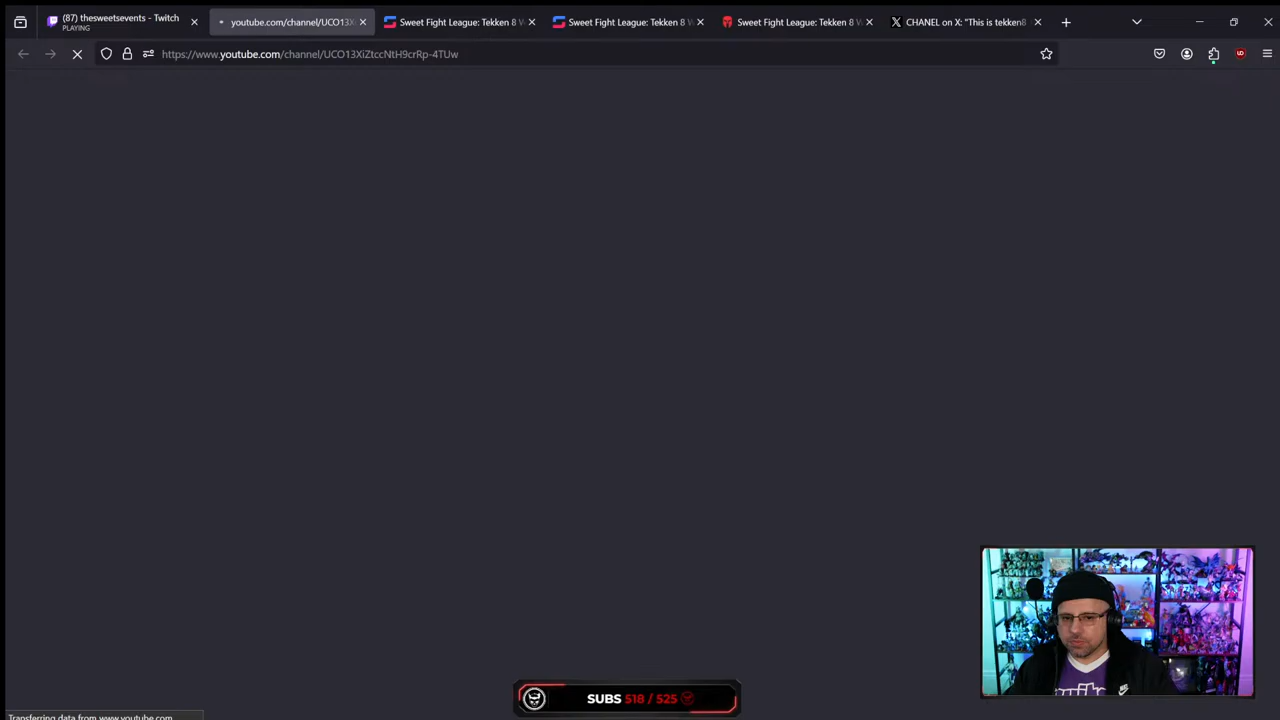 (87) thesweetsevents - Twitch
PLAYING
youtube.com/channel/UCO13X
Sweet Fight League: Tekken 8 W
Sweet Fight League: Tekken 8 W
Sweet Fight League: Tekken 8 W
CHANEL on X: "This is tekken8
https://www.youtube.com/channel/UCO13XiZtccNtH9crRp-4TUw
SUBS 518 / 525
Transferring data from www.youtube.com